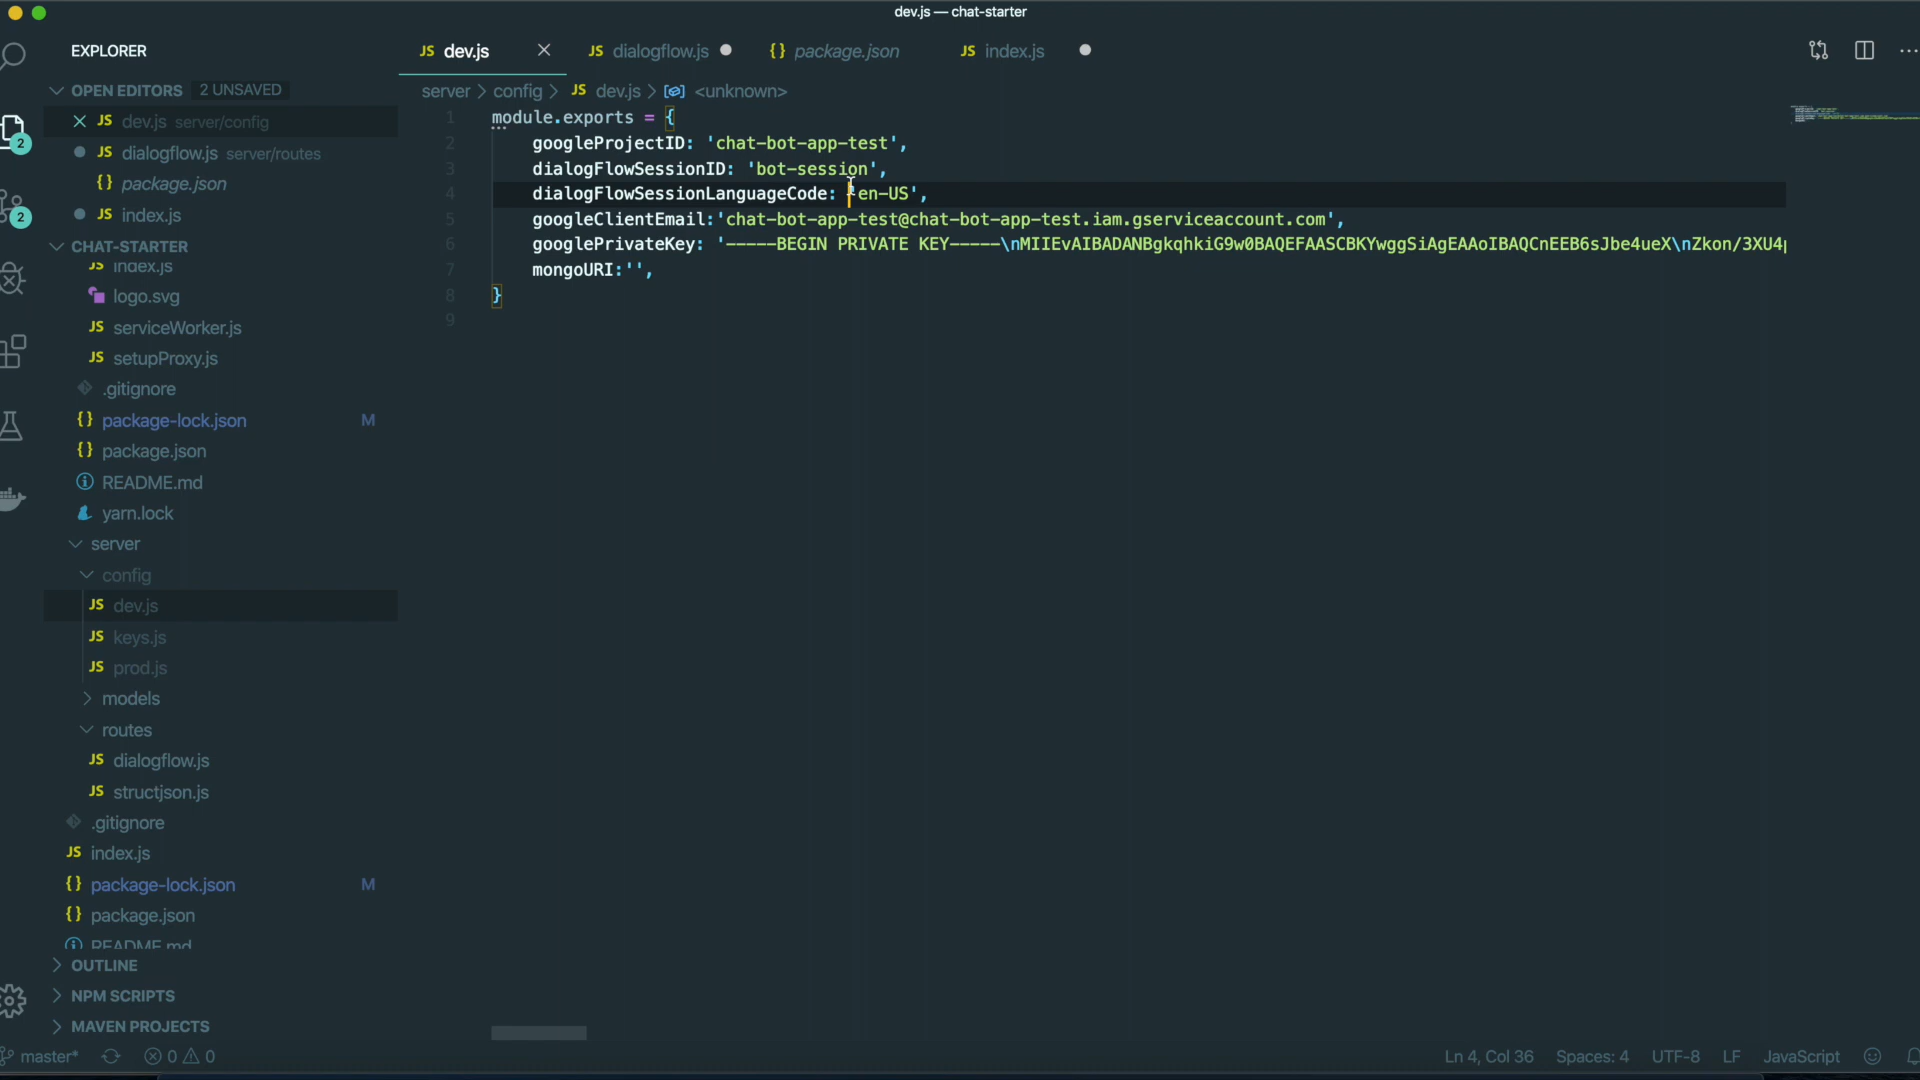 dev.js — chat-starter
EXPLORER
JS dev.js
JS dialogflow.js
{} package.json
JS index.js
OPEN EDITORS 2 UNSAVED
server > config > JS dev.js > <unknown>
JS dev.js server/config
JS dialogflow.js server/routes
{} package.json
JS index.js
2
2
CHAT-STARTER
JS index.js
logo.svg
JS serviceWorker.js
JS setupProxy.js
.gitignore
{} package-lock.json M
{} package.json
README.md
yarn.lock
server
config
JS dev.js
JS keys.js
JS prod.js
models
routes
JS dialogflow.js
JS structjson.js
.gitignore
JS index.js
{} package-lock.json M
{} package.json
README.md
OUTLINE
NPM SCRIPTS
MAVEN PROJECTS
1 module.exports = {
2 googleProjectID: 'chat-bot-app-test',
3 dialogFlowSessionID: 'bot-session',
4 dialogFlowSessionLanguageCode: 'en-US',
5 googleClientEmail:'chat-bot-app-test@chat-bot-app-test.iam.gserviceaccount.com',
6 googlePrivateKey: '-----BEGIN PRIVATE KEY-----\nMIIEvAIBADANBgkqhkiG9w0BAQEFAASCBKYwggSiAgEAAoIBAQCnEEB6sJbe4ueX\nZkon/3XU4
7 mongoURI:'',
8 }
9
master* 0 0
Ln 4, Col 36 Spaces: 4 UTF-8 LF JavaScript